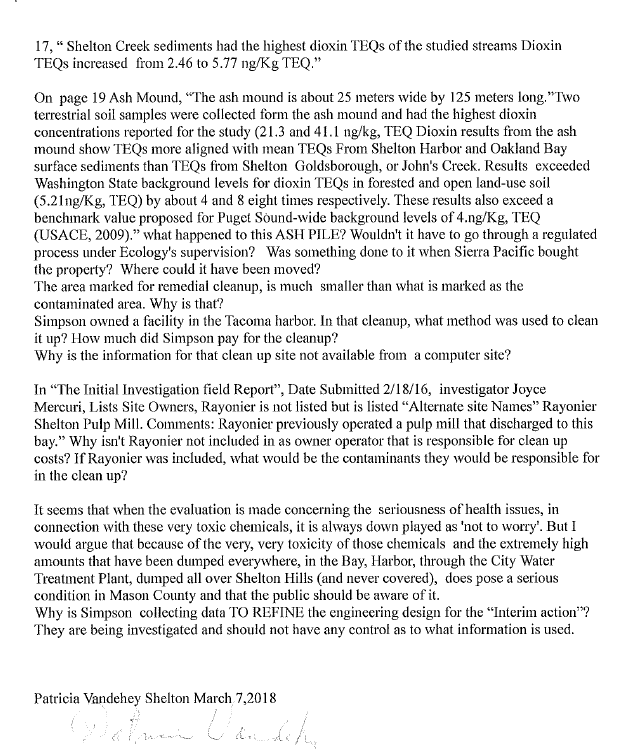 17, “ Shelton Creek sediments had the highest dioxin TEQs of the studied streams Dioxin
TEQs increased from 2.46 to 5.77 ng/Kg TEQ.”
On page 19 Ash Mound, “The ash mound is about 25 meters wide by 125 meters long.”Two
terrestrial soil samples were collected form the ash mound and had the highest dioxin
concentrations reported for the study (21.3 and 41.1 ng/kg, TEQ Dioxin results from the ash
mound show TEQs more aligned with mean TEQs From Shelton Harbor and Oakland Bay
surface sediments than TEQs from Shelton Goldsborough, or John's Creek. Results exceeded
Washington State background levels for dioxin TEQs in forested and open land-use soil
(5.21ng/Kg, TEQ) by about 4 and 8 eight times respectively. These results also exceed a
benchmark value proposed for Puget Sound-wide background levels of 4.ng/Kg, TEQ
(USACE, 2009).” what happened to this ASH PILE? Wouldn't it have to go through a regulated
process under Ecology's supervision? Was something done to it when Sierra Pacific bought
the property? Where could it have been moved?
The area marked for remedial cleanup, is much smaller than what is marked as the
contaminated area. Why is that?
Simpson owned a facility in the Tacoma harbor. In that cleanup, what method was used to clean
it up? How much did Simpson pay for the cleanup?
Why is the information for that clean up site not available from a computer site?
In “The Initial Investigation field Report”, Date Submitted 2/18/16, investigator Joyce
Mercuri, Lists Site Owners, Rayonier is not listed but is listed “Alternate site Names” Rayonier
Shelton Pulp Mill. Comments: Rayonier previously operated a pulp mill that discharged to this
bay.” Why isn't Rayonier not included in as owner operator that is responsible for clean up
costs? If Rayonier was included, what would be the contaminants they would be responsible for
in the clean up?
It seems that when the evaluation is made concerning the seriousness of health issues, in
connection with these very toxic chemicals, it is always down played as 'not to worry'. But I
would argue that because of the very, very toxicity of those chemicals and the extremely high
amounts that have been dumped everywhere, in the Bay, Harbor, through the City Water
Treatment Plant, dumped all over Shelton Hills (and never covered), does pose a serious
condition in Mason County and that the public should be aware of it.
Why is Simpson collecting data TO REFINE the engineering design for the “Interim action”?
They are being investigated and should not have any control as to what information is used.
Patricia Vandehey Shelton March 7,2018
Patricia Vandehey